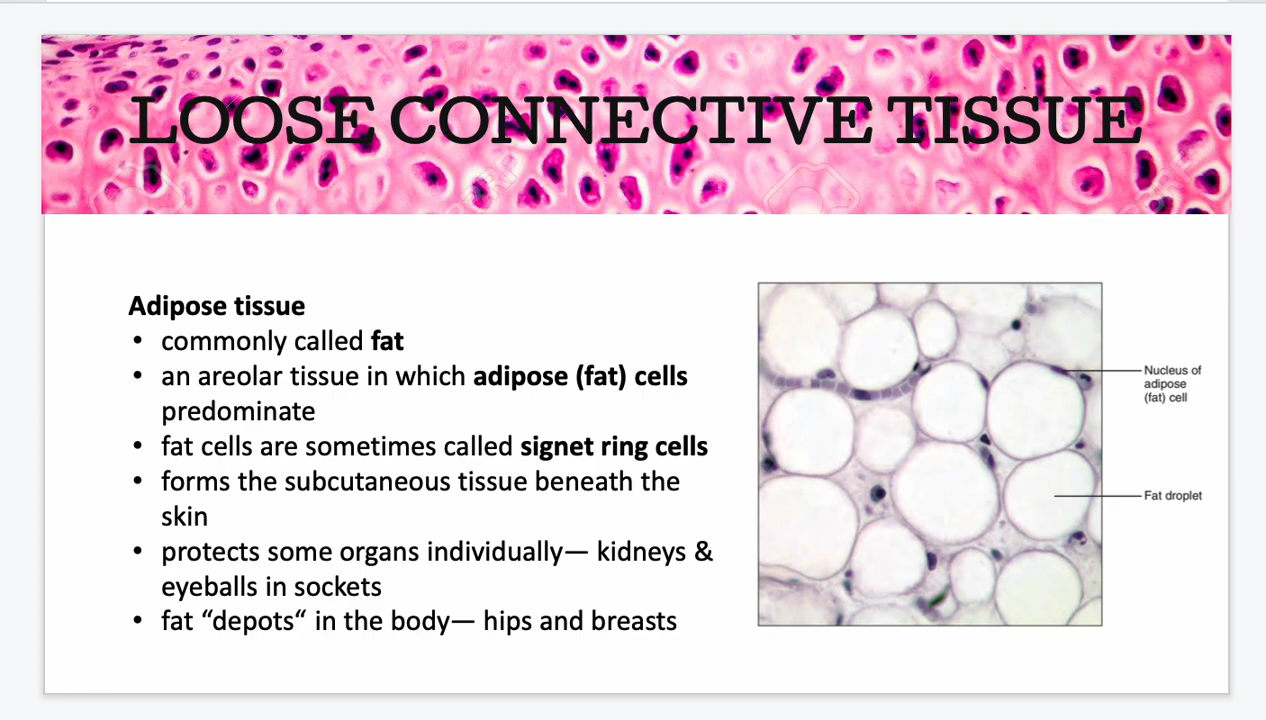 LOOSE CONNECTIVE TISSUE
Adipose tissue
• commonly called fat
• an areolar tissue in which adipose (fat) cells
predominate
• fat cells are sometimes called signet ring cells
• forms the subcutaneous tissue beneath the
skin
• protects some organs individually— kidneys &
eyeballs in sockets
• fat “depots“ in the body— hips and breasts
Nucleus of
adipose
(fat) cell
Fat droplet